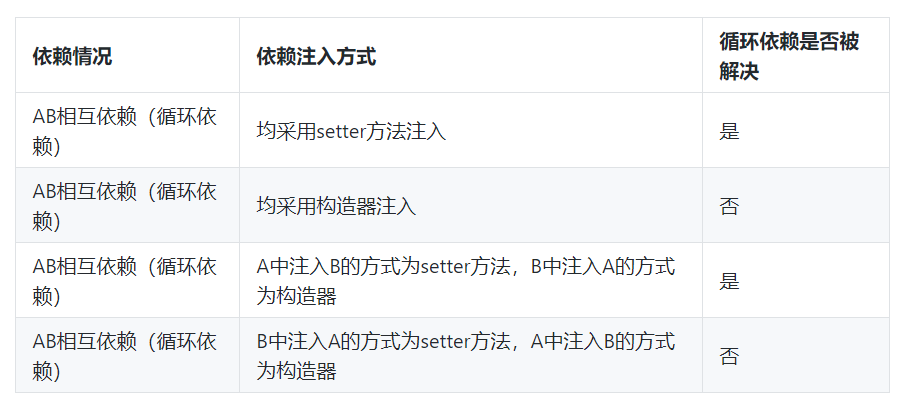 依赖情况
依赖注入方式
循环依赖是否被
解决
AB相互依赖（循环依
赖）
均采用setter方法注入
是
AB相互依赖（循环依
赖）
均采用构造器注入
否
AB相互依赖（循环依
赖）
A中注入B的方式为setter方法，B中注入A的方式
为构造器
是
AB相互依赖（循环依
赖）
B中注入A的方式为setter方法，A中注入B的方式
为构造器
否